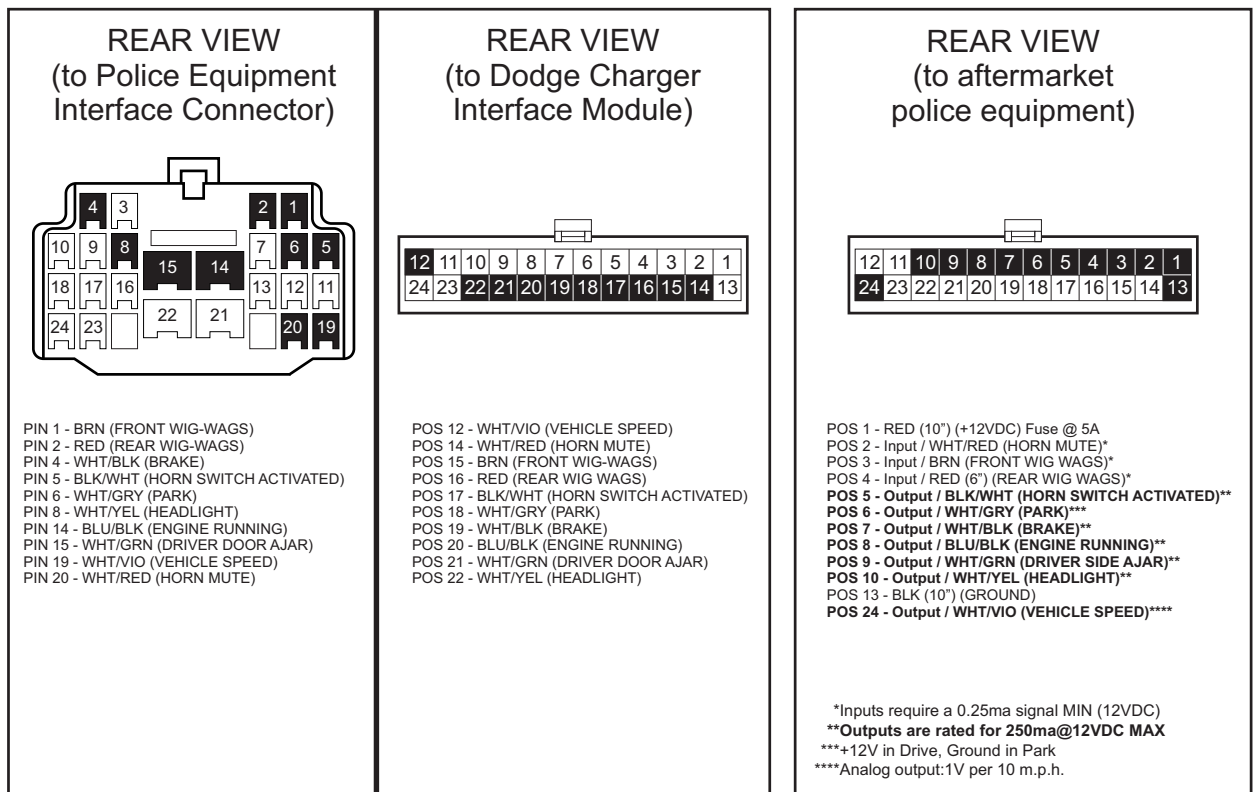 REAR VIEW
(to Police Equipment
Interface Connector)
4 3 2 1
10 9 8 7 6 5
15 14
18 17 16 13 12 11
22 21
24 23 20 19
PIN 1 - BRN (FRONT WIG-WAGS)
PIN 2 - RED (REAR WIG-WAGS)
PIN 4 - WHT/BLK (BRAKE)
PIN 5 - BLK/WHT (HORN SWITCH ACTIVATED)
PIN 6 - WHT/GRY (PARK)
PIN 8 - WHT/YEL (HEADLIGHT)
PIN 14 - BLU/BLK (ENGINE RUNNING)
PIN 15 - WHT/GRN (DRIVER DOOR AJAR)
PIN 19 - WHT/VIO (VEHICLE SPEED)
PIN 20 - WHT/RED (HORN MUTE)
REAR VIEW
(to Dodge Charger
Interface Module)
12 11 10 9 8 7 6 5 4 3 2 1
24 23 22 21 20 19 18 17 16 15 14 13
POS 12 - WHT/VIO (VEHICLE SPEED)
POS 14 - WHT/RED (HORN MUTE)
POS 15 - BRN (FRONT WIG-WAGS)
POS 16 - RED (REAR WIG WAGS)
POS 17 - BLK/WHT (HORN SWITCH ACTIVATED)
POS 18 - WHT/GRY (PARK)
POS 19 - WHT/BLK (BRAKE)
POS 20 - BLU/BLK (ENGINE RUNNING)
POS 21 - WHT/GRN (DRIVER DOOR AJAR)
POS 22 - WHT/YEL (HEADLIGHT)
REAR VIEW
(to aftermarket
police equipment)
12 11 10 9 8 7 6 5 4 3 2 1
24 23 22 21 20 19 18 17 16 15 14 13
POS 1 - RED (10”) (+12VDC) Fuse @ 5A
POS 2 - Input / WHT/RED (HORN MUTE)*
POS 3 - Input / BRN (FRONT WIG WAGS)*
POS 4 - Input / RED (6”) (REAR WIG WAGS)*
POS 5 - Output / BLK/WHT (HORN SWITCH ACTIVATED)**
POS 6 - Output / WHT/GRY (PARK)***
POS 7 - Output / WHT/BLK (BRAKE)**
POS 8 - Output / BLU/BLK (ENGINE RUNNING)**
POS 9 - Output / WHT/GRN (DRIVER SIDE AJAR)**
POS 10 - Output / WHT/YEL (HEADLIGHT)**
POS 13 - BLK (10”) (GROUND)
POS 24 - Output / WHT/VIO (VEHICLE SPEED)****
*Inputs require a 0.25ma signal MIN (12VDC)
**Outputs are rated for 250ma@12VDC MAX
***+12V in Drive, Ground in Park
****Analog output:1V per 10 m.p.h.